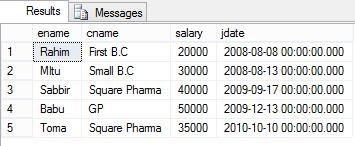 Results Messages
ename cname salary jdate
1 Rahim First B.C 20000 2008-08-08 00:00:00.000
2 MItu Small B.C 30000 2008-08-13 00:00:00.000
3 Sabbir Square Pharma 40000 2009-09-17 00:00:00.000
4 Babu GP 50000 2009-12-13 00:00:00.000
5 Toma Square Pharma 35000 2010-10-10 00:00:00.000